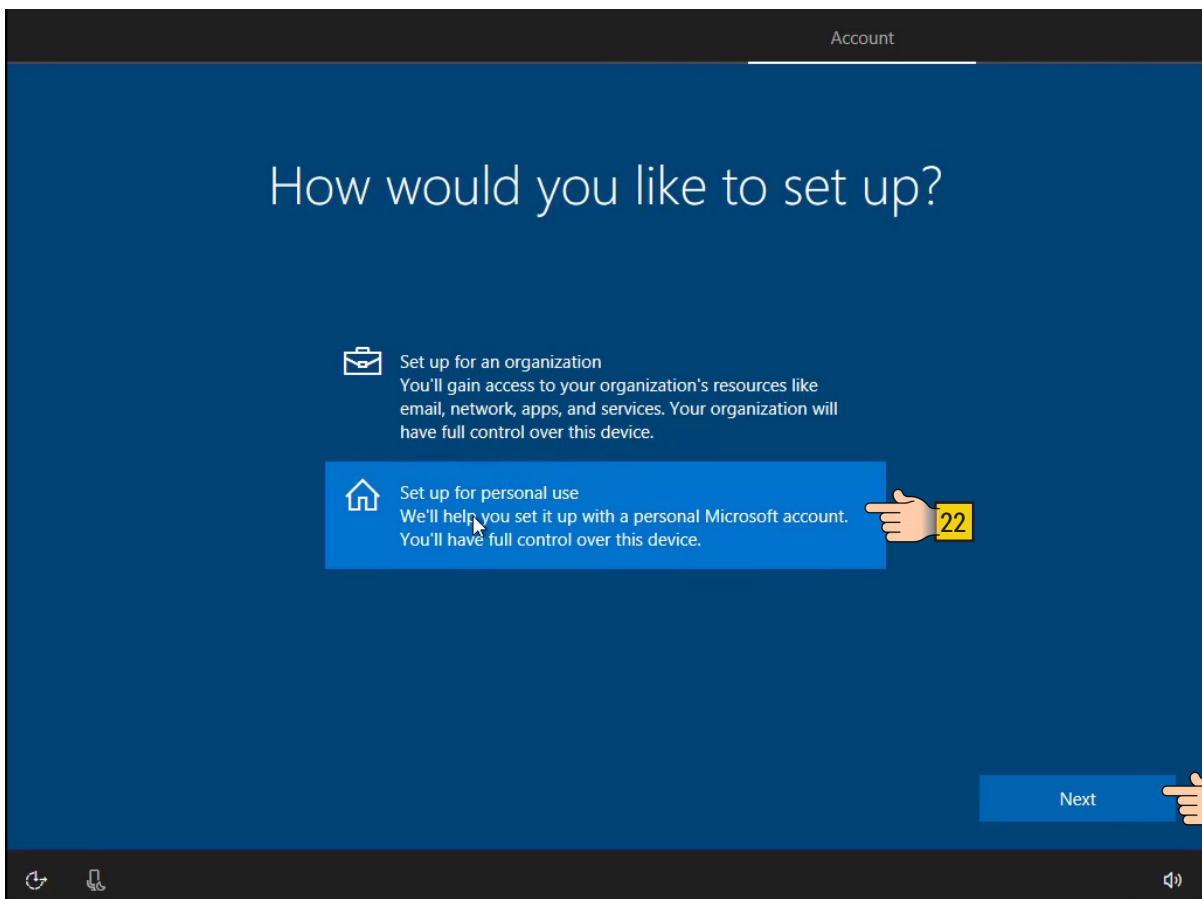 Account
How would you like to set up?
Set up for an organization
You'll gain access to your organization's resources like
email, network, apps, and services. Your organization will
have full control over this device.
Set up for personal use
We'll help you set it up with a personal Microsoft account.
You'll have full control over this device.
22
Next